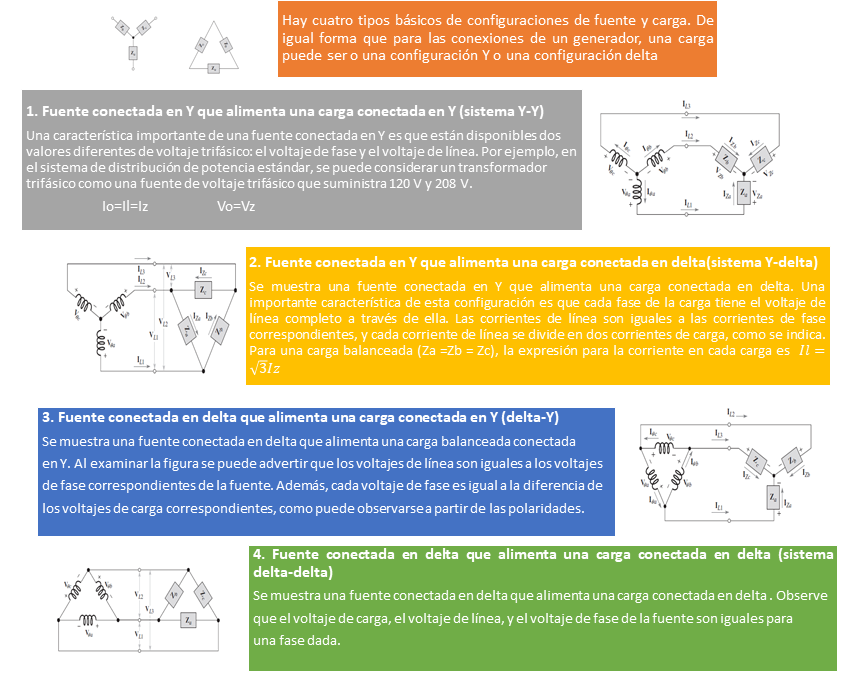 Hay cuatro tipos básicos de configuraciones de fuente y carga. De
igual forma que para las conexiones de un generador, una carga
puede ser o una configuración Y o una configuración delta
1. Fuente conectada en Y que alimenta una carga conectada en Y (sistema Y-Y)
Una característica importante de una fuente conectada en Y es que están disponibles dos
valores diferentes de voltaje trifásico: el voltaje de fase y el voltaje de línea. Por ejemplo, en
el sistema de distribución de potencia estándar, se puede considerar un transformador
trifásico como una fuente de voltaje trifásico que suministra 120 V y 208 V.
Io=Il=Iz Vo=Vz
I_L3
I_L2
I_L1
2. Fuente conectada en Y que alimenta una carga conectada en delta(sistema Y-delta)
Se muestra una fuente conectada en Y que alimenta una carga conectada en delta. Una
importante característica de esta configuración es que cada fase de la carga tiene el voltaje de
línea completo a través de ella. Las corrientes de línea son iguales a las corrientes de fase
correspondientes, y cada corriente de línea se divide en dos corrientes de carga, como se indica.
Para una carga balanceada (Za =Zb = Zc), la expresión para la corriente en cada carga es Il =
√3Iz
I_L3
I_L2
I_L1
3. Fuente conectada en delta que alimenta una carga conectada en Y (delta-Y)
Se muestra una fuente conectada en delta que alimenta una carga balanceada conectada
en Y. Al examinar la figura se puede advertir que los voltajes de línea son iguales a los voltajes
de fase correspondientes de la fuente. Además, cada voltaje de fase es igual a la diferencia de
los voltajes de carga correspondientes, como puede observarse a partir de las polaridades.
I_L2
I_L3
I_L1
4. Fuente conectada en delta que alimenta una carga conectada en delta (sistema
delta-delta)
Se muestra una fuente conectada en delta que alimenta una carga conectada en delta . Observe
que el voltaje de carga, el voltaje de línea, y el voltaje de fase de la fuente son iguales para
una fase dada.
V_L2
V_L3
V_L1